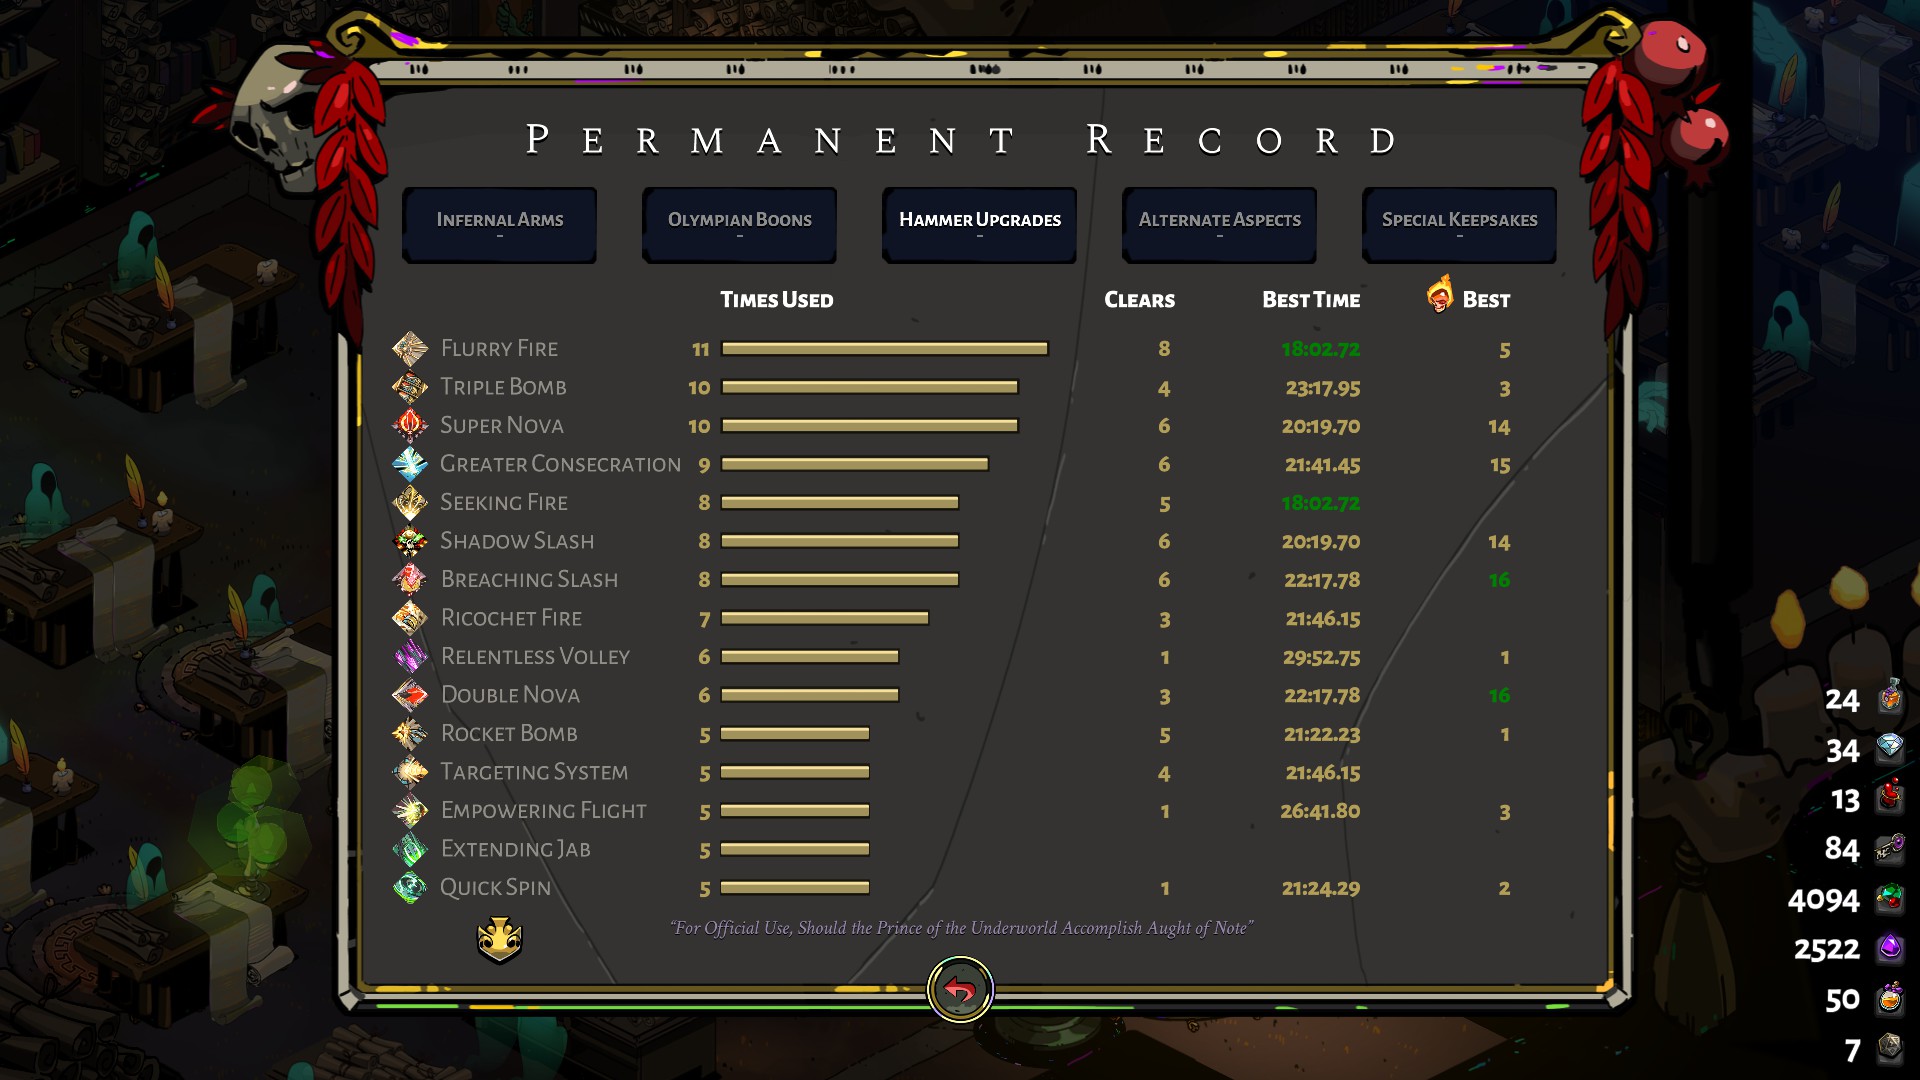 PERMANENT RECORD
INFERNAL ARMS OLYMPIAN BOONS HAMMER UPGRADES ALTERNATE ASPECTS SPECIAL KEEPSAKES
- - - - -
TIMES USED CLEARS BEST TIME BEST
FLURRY FIRE 11 8 18:02.72 5
TRIPLE BOMB 10 4 23:17.95 3
SUPER NOVA 10 6 20:19.70 14
GREATER CONSECRATION 9 6 21:41.45 15
SEEKING FIRE 8 5 18:02.72
SHADOW SLASH 8 6 20:19.70 14
BREACHING SLASH 8 6 22:17.78 16
RICOCHET FIRE 7 3 21:46.15
RELENTLESS VOLLEY 6 1 29:52.75 1
DOUBLE NOVA 6 3 22:17.78 16
ROCKET BOMB 5 5 21:22.23 1
TARGETING SYSTEM 5 4 21:46.15
EMPOWERING FLIGHT 5 1 26:41.80 3
EXTENDING JAB 5
QUICK SPIN 5 1 21:24.29 2
“For Official Use, Should the Prince of the Underworld Accomplish Aught of Note”
24
34
13
84
4094
2522
50
7